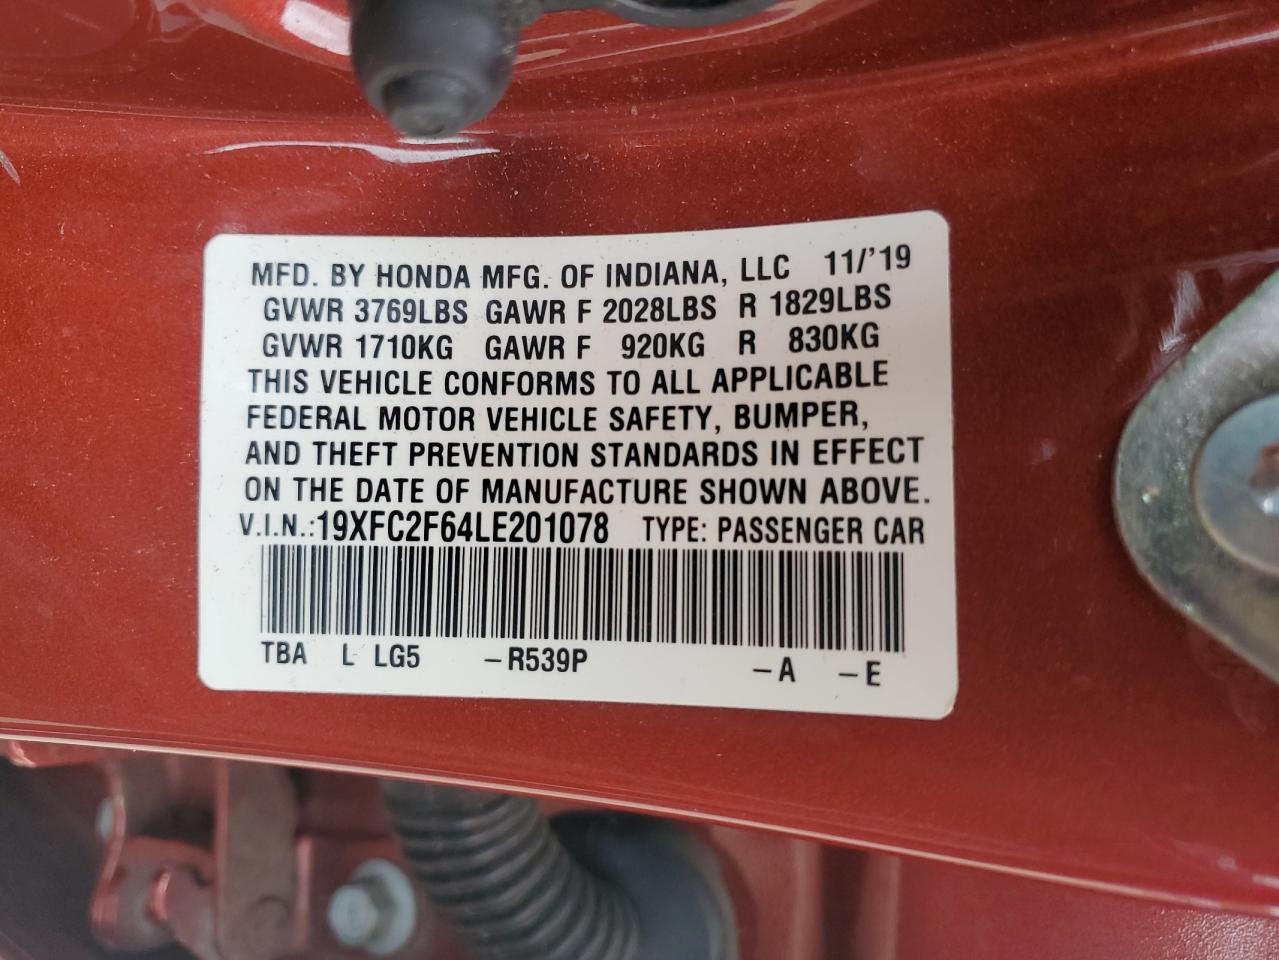 MFD. BY HONDA MFG. OF INDIANA, LLC 11/'19
GVWR 3769LBS GAWR F 2028LBS R 1829LBS
GVWR 1710KG GAWR F 920KG R 830KG
THIS VEHICLE CONFORMS TO ALL APPLICABLE
FEDERAL MOTOR VEHICLE SAFETY, BUMPER,
AND THEFT PREVENTION STANDARDS IN EFFECT
ON THE DATE OF MANUFACTURE SHOWN ABOVE.
V.I.N.:19XFC2F64LE201078 TYPE: PASSENGER CAR
TBA L LG5 -R539P -A -E